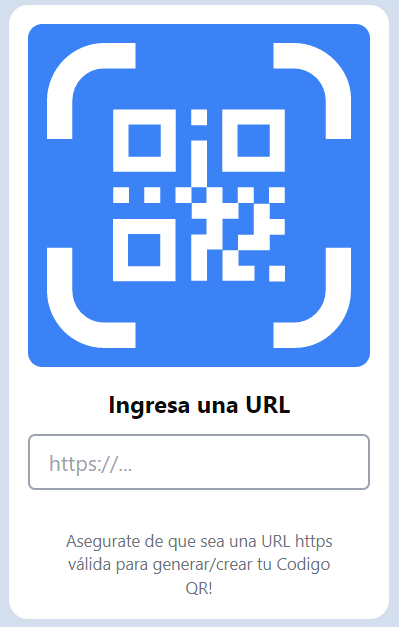 Ingresa una URL
https://...
Asegurate de que sea una URL https
válida para generar/crear tu Codigo
QR!